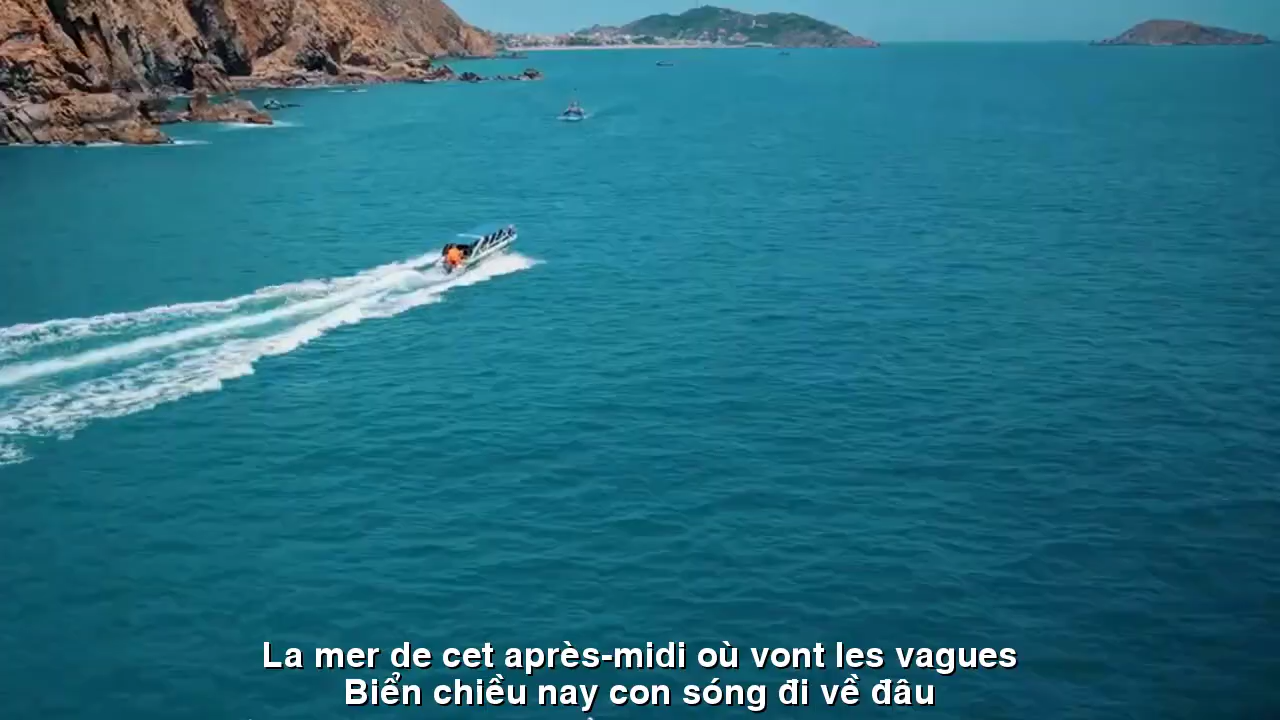 La mer de cet après-midi où vont les vagues
Biển chiều nay con sóng đi về đâu